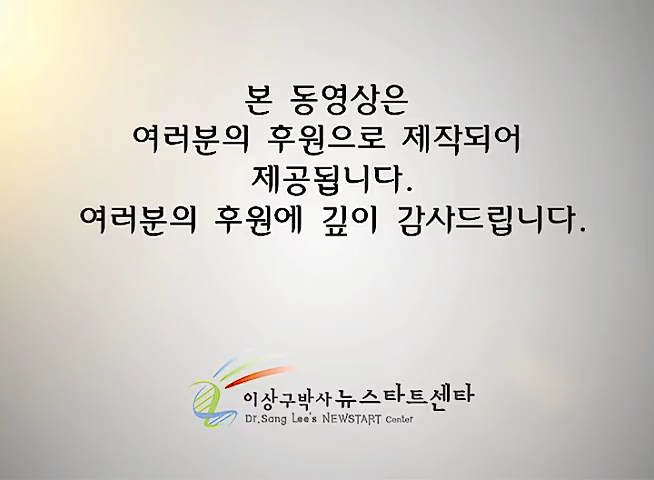 본 동영상은
여러분의 후원으로 제작되어
제공됩니다.
여러분의 후원에 깊이 감사드립니다.
이상구박사 뉴스타트센타
Dr.Sang Lee's NEWSTART Center